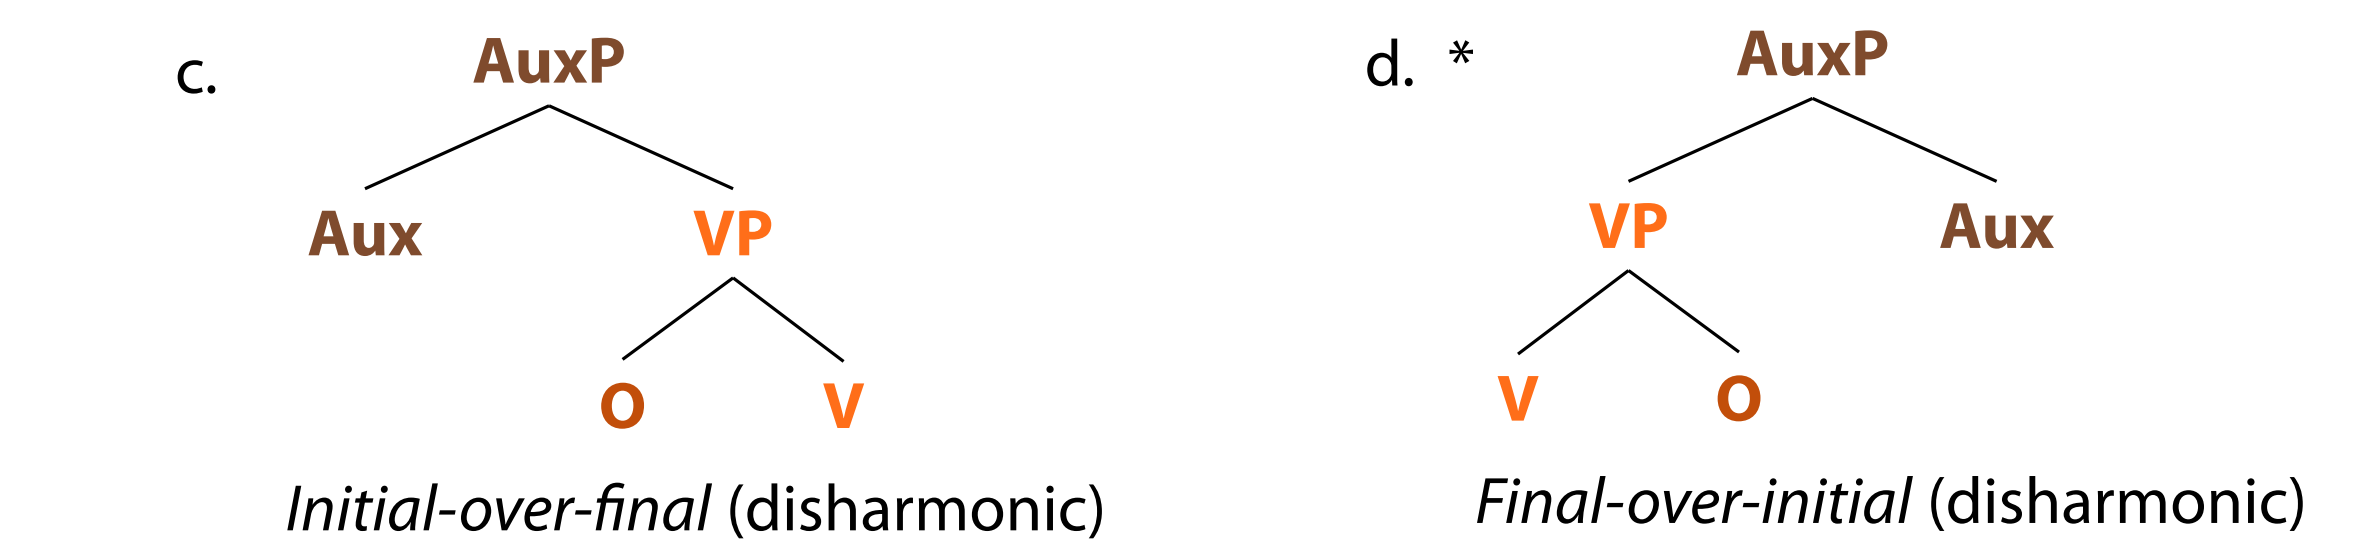 c. AuxP
Aux VP
O V
Initial-over-final (disharmonic)
d. * AuxP
VP Aux
V O
Final-over-initial (disharmonic)